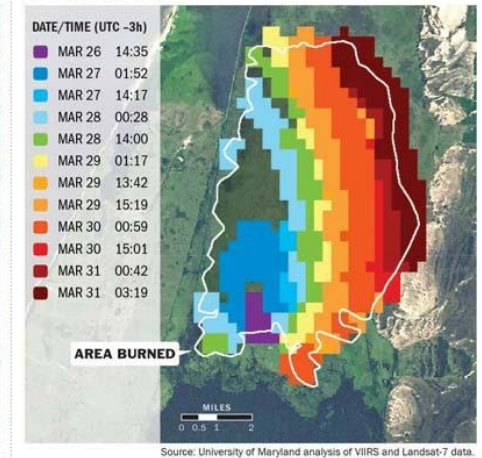 DATE/TIME (UTC –3h)
MAR 26 14:35
MAR 27 01:52
MAR 27 14:17
MAR 28 00:28
MAR 28 14:00
MAR 29 01:17
MAR 29 13:42
MAR 29 15:19
MAR 30 00:59
MAR 30 15:01
MAR 31 00:42
MAR 31 03:19
AREA BURNED
MILES
0 0.5 1 2
Source: University of Maryland analysis of VIIRS and Landsat-7 data.